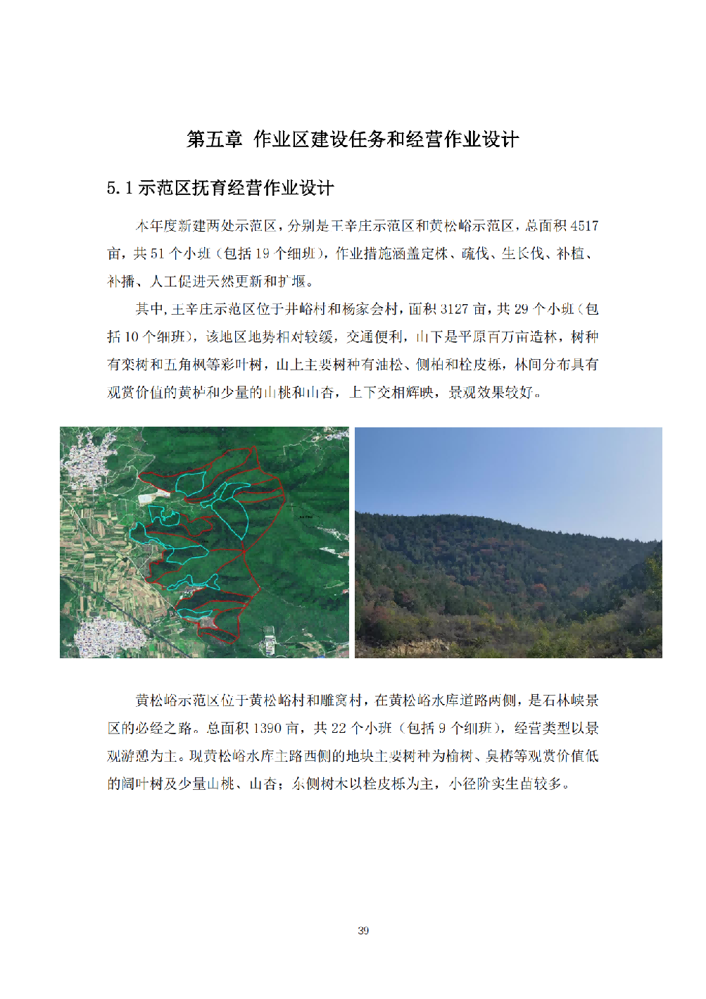 第五章 作业区建设任务和经营作业设计
5.1 示范区抚育经营作业设计
本年度新建两处示范区，分别是王辛庄示范区和黄松峪示范区，总面积 4517
亩，共 51 个小班（包括 19 个细班），作业措施涵盖定株、疏伐、生长伐、补植、
补播、人工促进天然更新和扩堰。
其中，王辛庄示范区位于井峪村和杨家会村，面积 3127 亩，共 29 个小班（包
括 10 个细班），该地区地势相对较缓，交通便利，山下是平原百万亩造林，树种
有栾树和五角枫等彩叶树，山上主要树种有油松、侧柏和栓皮栎，林间分布具有
观赏价值的黄栌和少量的山桃和山杏，上下交相辉映，景观效果较好。
黄松峪示范区位于黄松峪村和雕窝村，在黄松峪水库道路两侧，是石林峡景
区的必经之路。总面积 1390 亩，共 22 个小班（包括 9 个细班），经营类型以景
观游憩为主。现黄松峪水库主路西侧的地块主要树种为榆树、臭椿等观赏价值低
的阔叶树及少量山桃、山杏；东侧树木以栓皮栎为主，小径阶实生苗较多。
39